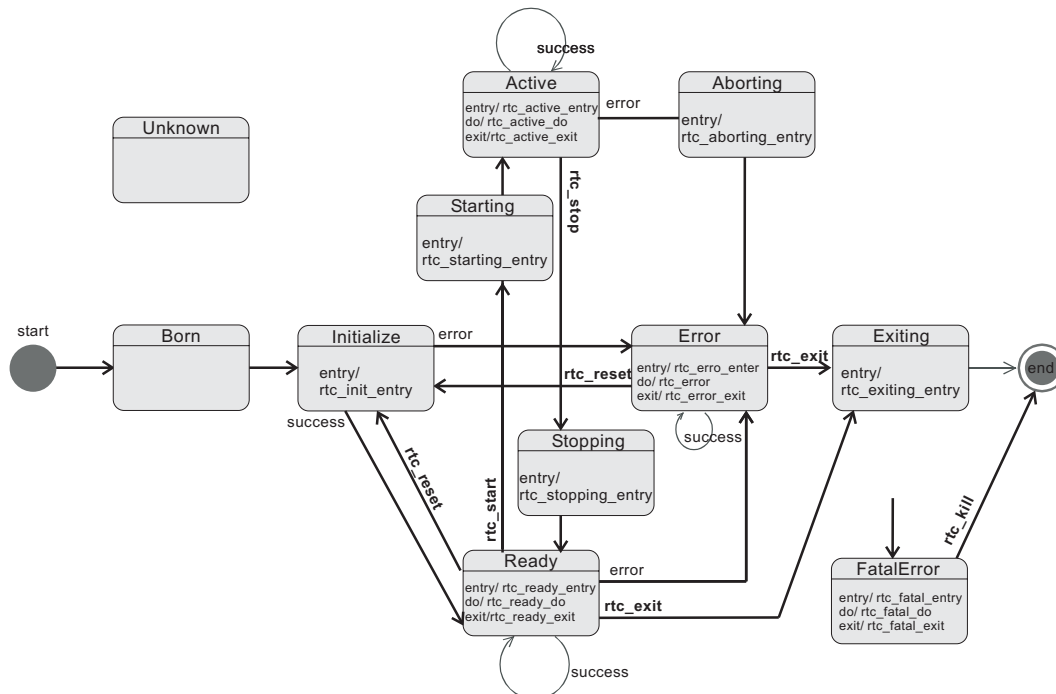 success
Active
entry/ rtc_active_entry
do/ rtc_active_do
exit/rtc_active_exit
error
Aborting
entry/
rtc_aborting_entry
Unknown
rtc_stop
Starting
entry/
rtc_starting_entry
start
Born
Initialize
entry/
rtc_init_entry
error
rtc_reset
Error
entry/ rtc_erro_enter
do/ rtc_error
exit/ rtc_error_exit
rtc_exit
Exiting
entry/
rtc_exiting_entry
end
success
success
Stopping
entry/
rtc_stopping_entry
rtc_reset
rtc_start
rtc_kill
Ready
entry/ rtc_ready_entry
do/ rtc_ready_do
exit/rtc_ready_exit
error
rtc_exit
FatalError
entry/ rtc_fatal_entry
do/ rtc_fatal_do
exit/ rtc_fatal_exit
success